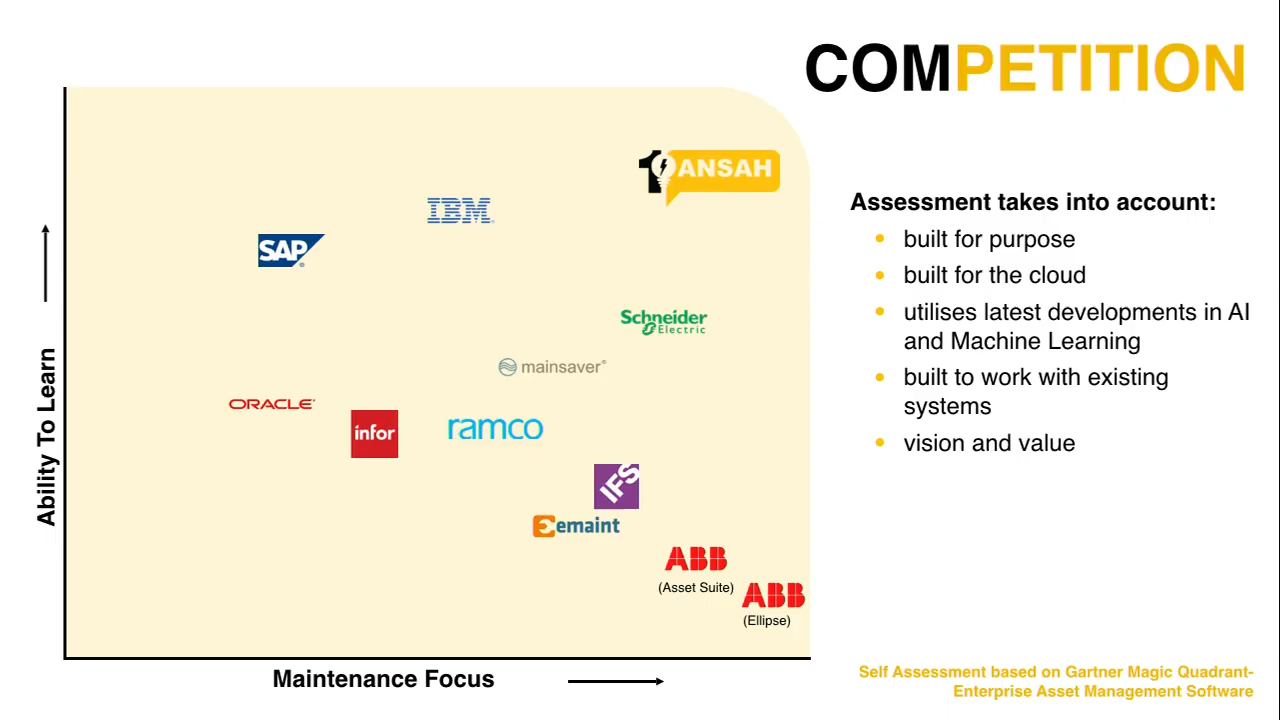 COMPETITION
1ANSAH
IBM
SAP
Schneider
Electric
mainsaver
ORACLE
infor
ramco
IFS
emaint
ABB
(Asset Suite)
ABB
(Ellipse)
Ability To Learn
Maintenance Focus
Assessment takes into account:
built for purpose
built for the cloud
utilises latest developments in AI
and Machine Learning
built to work with existing
systems
vision and value
Self Assessment based on Gartner Magic Quadrant-
Enterprise Asset Management Software